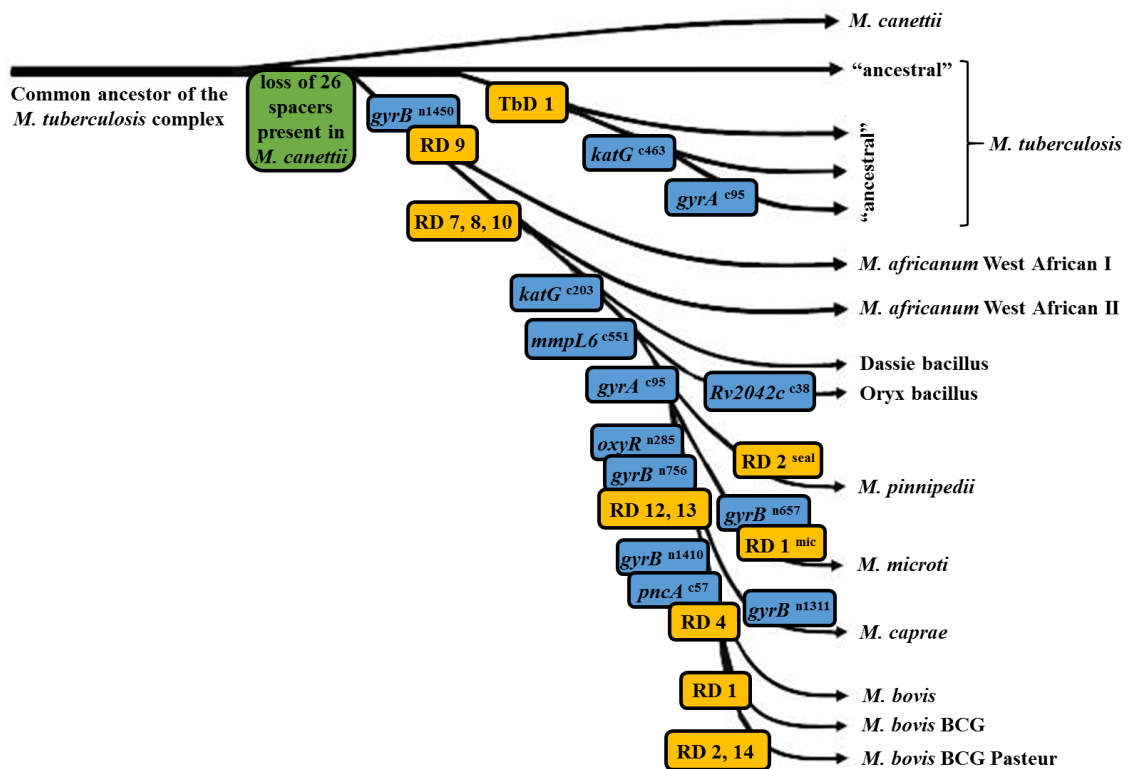 M. canettii
“ancestral”
Common ancestor of the
M. tuberculosis complex
loss of 26
spacers
present in
M. canettii
gyrB n1450
TbD 1
RD 9
katG c463
gyrA c95
“ancestral”
M. tuberculosis
RD 7, 8, 10
M. africanum West African I
katG c203
M. africanum West African II
mmpL6 c551
Dassie bacillus
gyrA c95
Rv2042c c38
Oryx bacillus
oxyR n285
RD 2 seal
gyrB n756
M. pinnipedii
RD 12, 13
gyrB n657
RD 1 mic
gyrB n1410
M. microti
pncA c57
gyrB n1311
RD 4
M. caprae
RD 1
M. bovis
M. bovis BCG
RD 2, 14
M. bovis BCG Pasteur